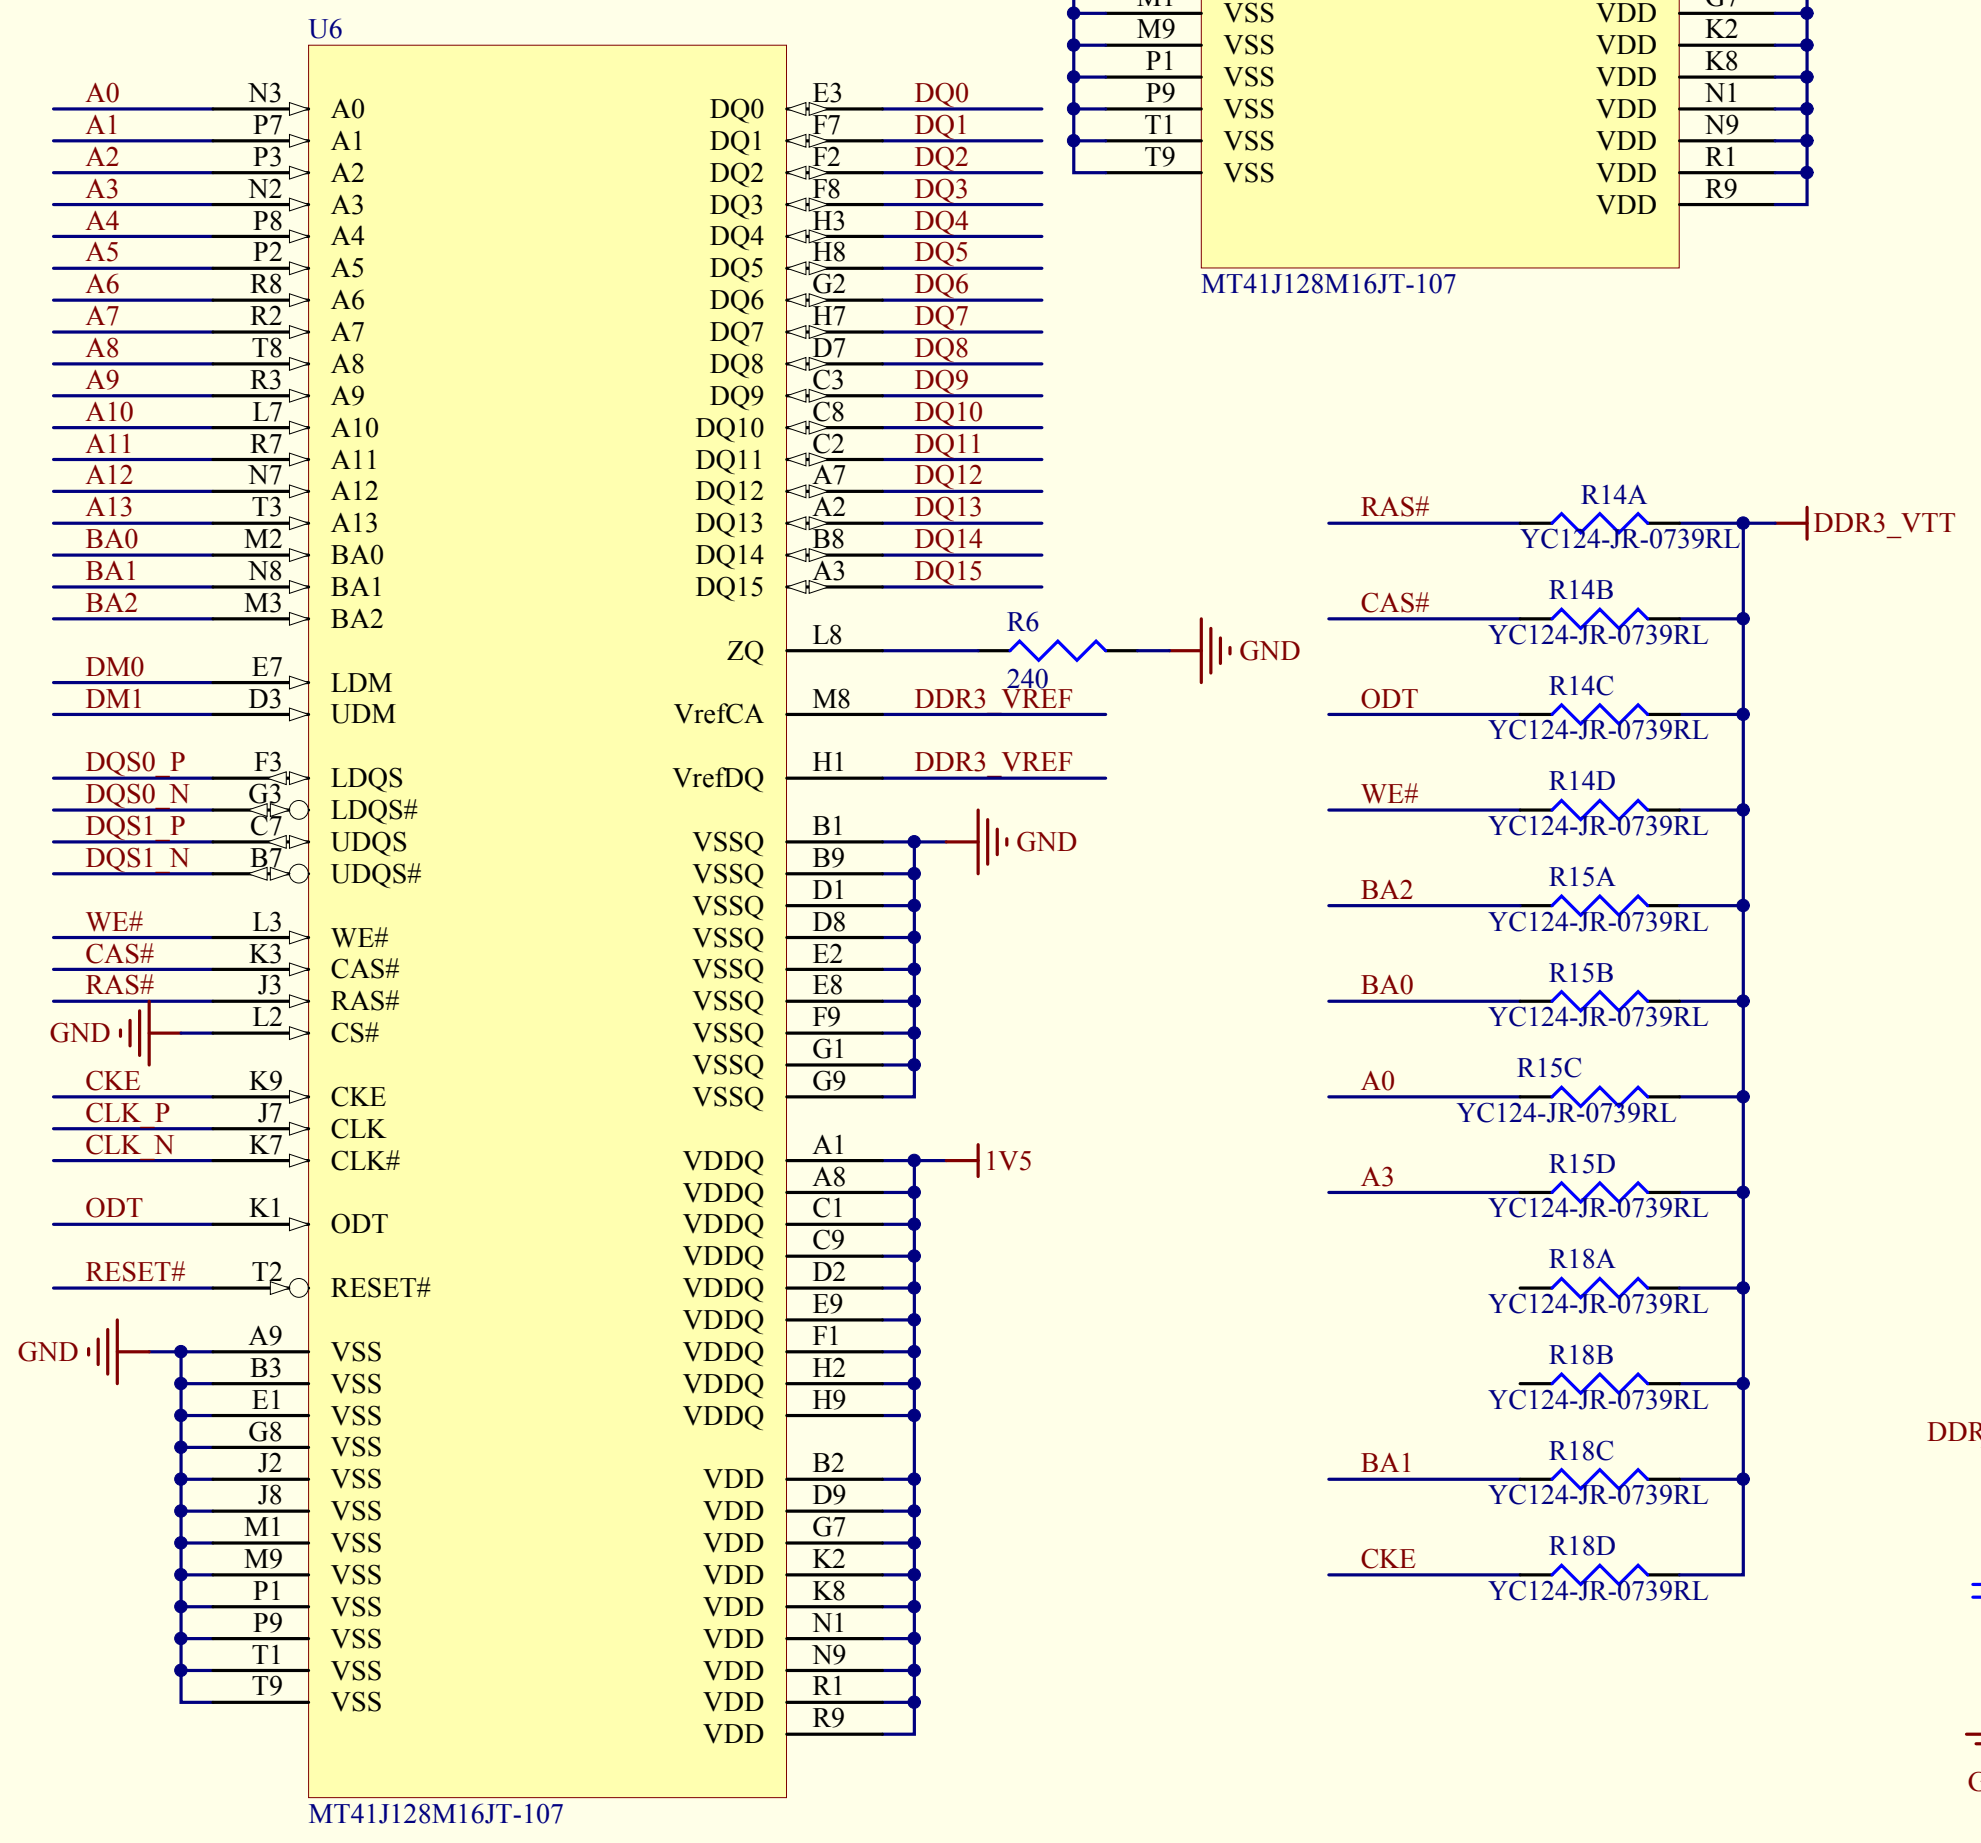 U6
A0 N3 A0
A1 P7 A1
A2 P3 A2
A3 N2 A3
A4 P8 A4
A5 P2 A5
A6 R8 A6
A7 R2 A7
A8 T8 A8
A9 R3 A9
A10 L7 A10
A11 R7 A11
A12 N7 A12
A13 T3 A13
BA0 M2 BA0
BA1 N8 BA1
BA2 M3 BA2
DM0 E7 LDM
DM1 D3 UDM
DQS0_P F3 LDQS
DQS0_N G3 LDQS#
DQS1_P C7 UDQS
DQS1_N B7 UDQS#
WE# L3 WE#
CAS# K3 CAS#
RAS# J3 RAS#
GND L2 CS#
CKE K9 CKE
CLK_P J7 CLK
CLK_N K7 CLK#
ODT K1 ODT
RESET# T2 RESET#
GND A9 VSS
B3 VSS
E1 VSS
G8 VSS
J2 VSS
J8 VSS
M1 VSS
M9 VSS
P1 VSS
P9 VSS
T1 VSS
T9 VSS
DQ0 E3 DQ0
DQ1 F7 DQ1
DQ2 F2 DQ2
DQ3 F8 DQ3
DQ4 H3 DQ4
DQ5 H8 DQ5
DQ6 G2 DQ6
DQ7 H7 DQ7
DQ8 D7 DQ8
DQ9 C3 DQ9
DQ10 C8 DQ10
DQ11 C2 DQ11
DQ12 A7 DQ12
DQ13 A2 DQ13
DQ14 B8 DQ14
DQ15 A3 DQ15
ZQ L8 R6 GND
240
VrefCA M8 DDR3_VREF
VrefDQ H1 DDR3_VREF
VSSQ B1 GND
VSSQ B9
VSSQ D1
VSSQ D8
VSSQ E2
VSSQ E8
VSSQ F9
VSSQ G1
VSSQ G9
VDDQ A1 1V5
VDDQ A8
VDDQ C1
VDDQ C9
VDDQ D2
VDDQ E9
VDDQ F1
VDDQ H2
VDDQ H9
VDD B2
VDD D9
VDD G7
VDD K2
VDD K8
VDD N1
VDD N9
VDD R1
VDD R9
MT41J128M16JT-107
M1 VSS VDD G7
M9 VSS VDD K2
P1 VSS VDD K8
P9 VSS VDD N1
T1 VSS VDD N9
T9 VSS VDD R1
VDD R9
MT41J128M16JT-107
RAS# R14A DDR3_VTT
YC124-JR-0739RL
CAS# R14B
YC124-JR-0739RL
ODT R14C
YC124-JR-0739RL
WE# R14D
YC124-JR-0739RL
BA2 R15A
YC124-JR-0739RL
BA0 R15B
YC124-JR-0739RL
A0 R15C
YC124-JR-0739RL
A3 R15D
YC124-JR-0739RL
R18A
YC124-JR-0739RL
R18B
YC124-JR-0739RL
BA1 R18C
YC124-JR-0739RL
CKE R18D
YC124-JR-0739RL
DDR